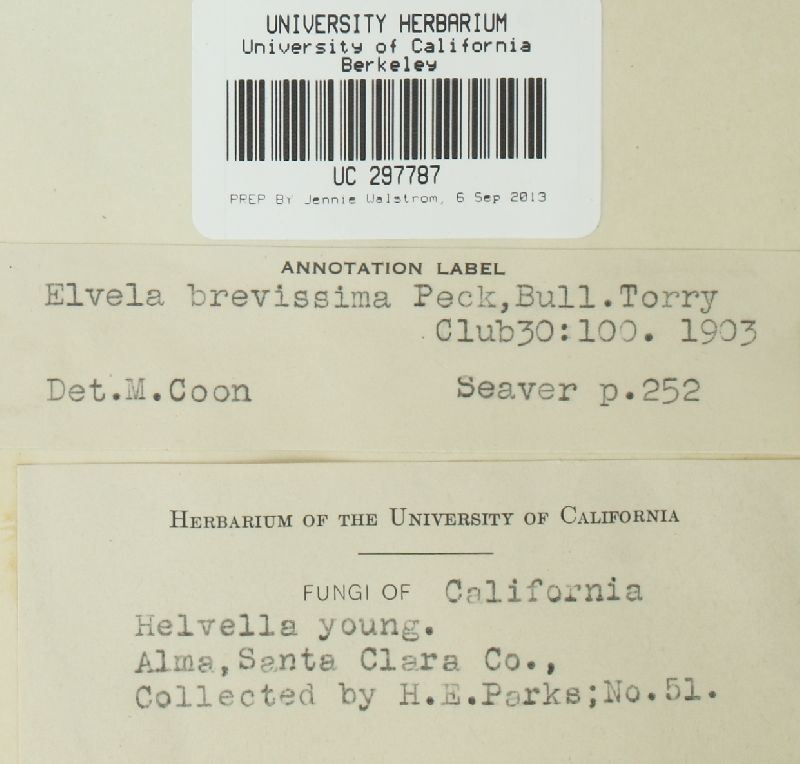 UNIVERSITY HERBARIUM
University of California
Berkeley
UC 297787
PREP BY Jennie Walstrom, 6 Sep 2013
ANNOTATION LABEL
Elvela brevissima Peck,Bull.Torry
Club30:100. 1903
Det.M.Coon Seaver p.252
HERBARIUM OF THE UNIVERSITY OF CALIFORNIA
FUNGI OF California
Helvella young.
Alma,Santa Clara Co.,
Collected by H.E.Parks;No.51.